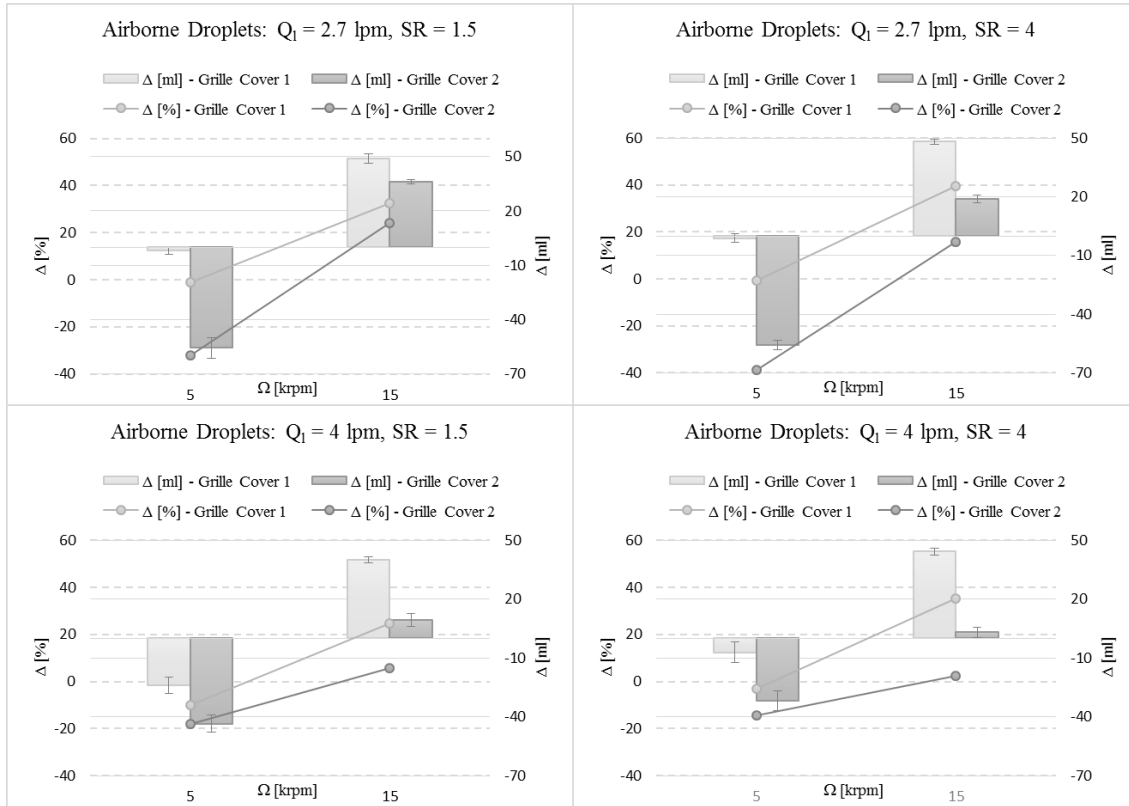 Airborne Droplets: Ql = 2.7 lpm, SR = 1.5
Δ [ml] - Grille Cover 1 Δ [ml] - Grille Cover 2
Δ [%] - Grille Cover 1 Δ [%] - Grille Cover 2
60
40
20
0
-20
-40
Δ [%]
50
20
-10
-40
-70
Δ [ml]
5 Ω [krpm] 15
Airborne Droplets: Ql = 2.7 lpm, SR = 4
Δ [ml] - Grille Cover 1 Δ [ml] - Grille Cover 2
Δ [%] - Grille Cover 1 Δ [%] - Grille Cover 2
60
40
20
0
-20
-40
Δ [%]
50
20
-10
-40
-70
Δ [ml]
5 Ω [krpm] 15
Airborne Droplets: Ql = 4 lpm, SR = 1.5
Δ [ml] - Grille Cover 1 Δ [ml] - Grille Cover 2
Δ [%] - Grille Cover 1 Δ [%] - Grille Cover 2
60
40
20
0
-20
-40
Δ [%]
50
20
-10
-40
-70
Δ [ml]
5 Ω [krpm] 15
Airborne Droplets: Ql = 4 lpm, SR = 4
Δ [ml] - Grille Cover 1 Δ [ml] - Grille Cover 2
Δ [%] - Grille Cover 1 Δ [%] - Grille Cover 2
60
40
20
0
-20
-40
Δ [%]
50
20
-10
-40
-70
Δ [ml]
5 Ω [krpm] 15